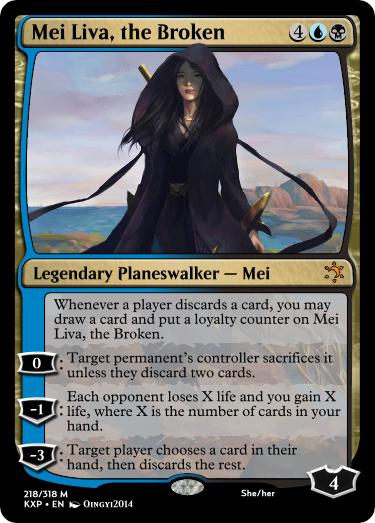 Mei Liva, the Broken 4
Legendary Planeswalker — Mei
Whenever a player discards a card, you may
draw a card and put a loyalty counter on Mei
Liva, the Broken.
0: Target permanent's controller sacrifices it
unless they discard two cards.
-1: Each opponent loses X life and you gain X
life, where X is the number of cards in your
hand.
-3: Target player chooses a card in their
hand, then discards the rest.
4
218/318 M
She/her
KXP • EN Qingyi2014